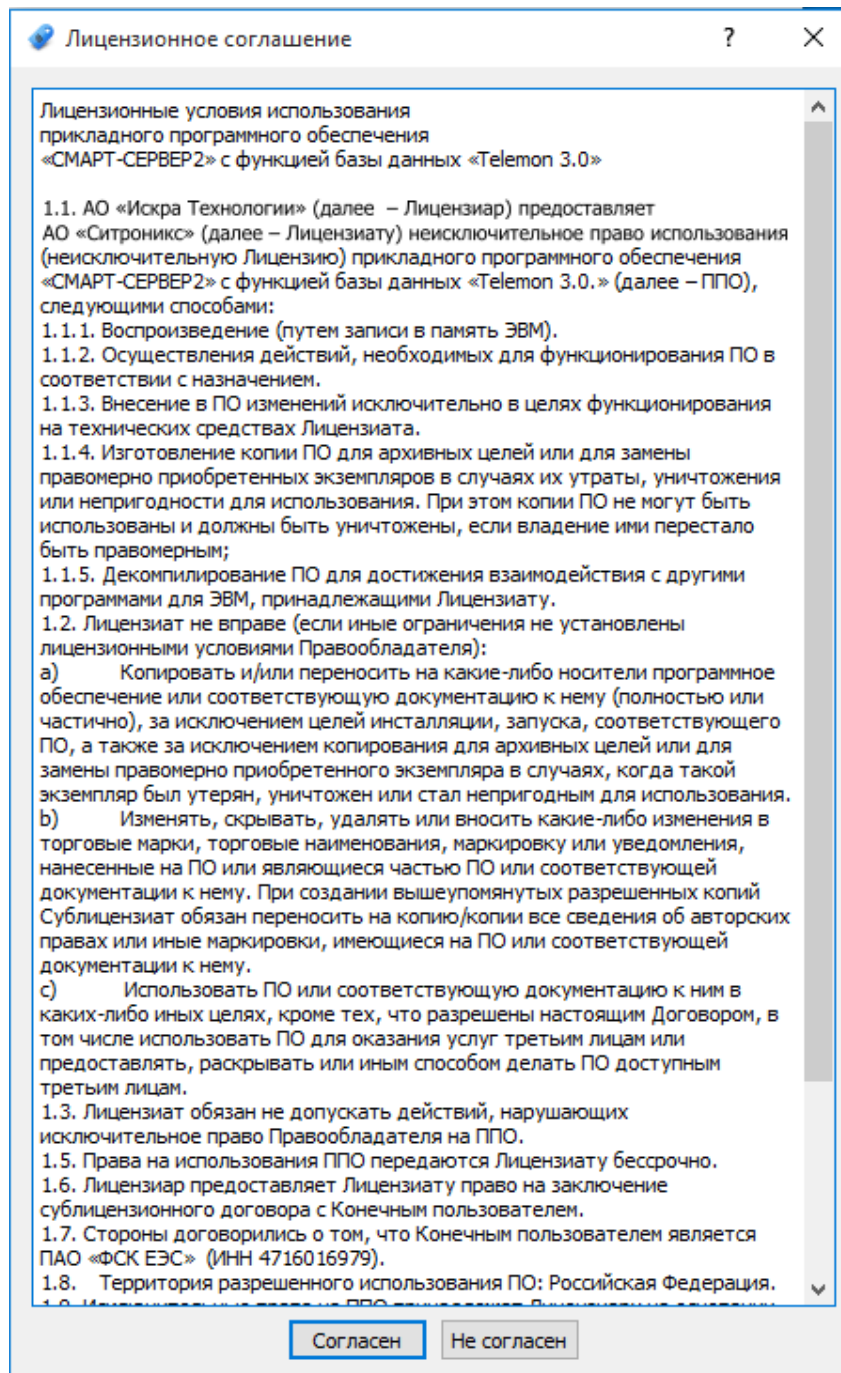 Лицензионное соглашение ?
Лицензионные условия использования
прикладного программного обеспечения
«СМАРТ-СЕРВЕР2» с функцией базы данных «Telemon 3.0»
1.1. АО «Искра Технологии» (далее – Лицензиар) предоставляет
АО «Ситроникс» (далее – Лицензиату) неисключительное право использования
(неисключительную Лицензию) прикладного программного обеспечения
«СМАРТ-СЕРВЕР2» с функцией базы данных «Telemon 3.0.» (далее – ППО),
следующими способами:
1.1.1. Воспроизведение (путем записи в память ЭВМ).
1.1.2. Осуществления действий, необходимых для функционирования ПО в
соответствии с назначением.
1.1.3. Внесение в ПО изменений исключительно в целях функционирования
на технических средствах Лицензиата.
1.1.4. Изготовление копии ПО для архивных целей или для замены
правомерно приобретенных экземпляров в случаях их утраты, уничтожения
или непригодности для использования. При этом копии ПО не могут быть
использованы и должны быть уничтожены, если владение ими перестало
быть правомерным;
1.1.5. Декомпилирование ПО для достижения взаимодействия с другими
программами для ЭВМ, принадлежащими Лицензиату.
1.2. Лицензиат не вправе (если иные ограничения не установлены
лицензионными условиями Правообладателя):
a) Копировать и/или переносить на какие-либо носители программное
обеспечение или соответствующую документацию к нему (полностью или
частично), за исключением целей инсталляции, запуска, соответствующего
ПО, а также за исключением копирования для архивных целей или для
замены правомерно приобретенного экземпляра в случаях, когда такой
экземпляр был утерян, уничтожен или стал непригодным для использования.
b) Изменять, скрывать, удалять или вносить какие-либо изменения в
торговые марки, торговые наименования, маркировку или уведомления,
нанесенные на ПО или являющиеся частью ПО или соответствующей
документации к нему. При создании вышеупомянутых разрешенных копий
Сублицензиат обязан переносить на копию/копии все сведения об авторских
правах или иные маркировки, имеющиеся на ПО или соответствующей
документации к нему.
c) Использовать ПО или соответствующую документацию к ним в
каких-либо иных целях, кроме тех, что разрешены настоящим Договором, в
том числе использовать ПО для оказания услуг третьим лицам или
предоставлять, раскрывать или иным способом делать ПО доступным
третьим лицам.
1.3. Лицензиат обязан не допускать действий, нарушающих
исключительное право Правообладателя на ППО.
1.5. Права на использования ППО передаются Лицензиату бессрочно.
1.6. Лицензиар предоставляет Лицензиату право на заключение
сублицензионного договора с Конечным пользователем.
1.7. Стороны договорились о том, что Конечным пользователем является
ПАО «ФСК ЕЭС» (ИНН 4716016979).
1.8. Территория разрешенного использования ПО: Российская Федерация.
Согласен Не согласен